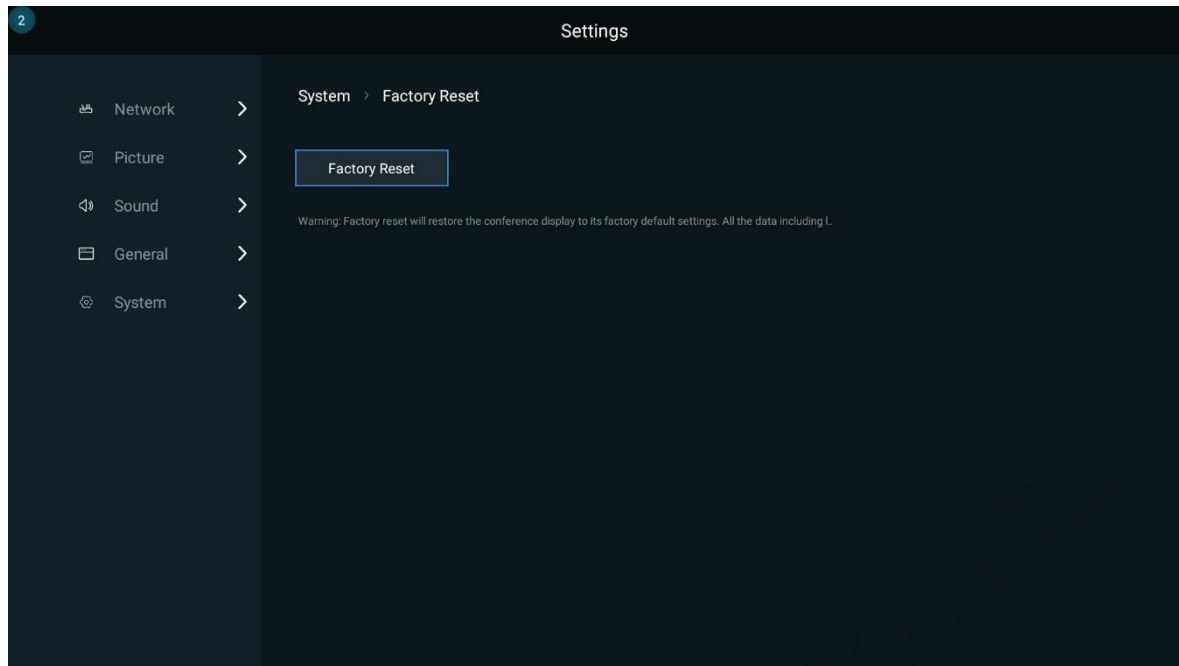 2
Settings
Network
Picture
Sound
General
System
System > Factory Reset
Factory Reset
Warning: Factory reset will restore the conference display to its factory default settings. All the data including l..
O., LTD